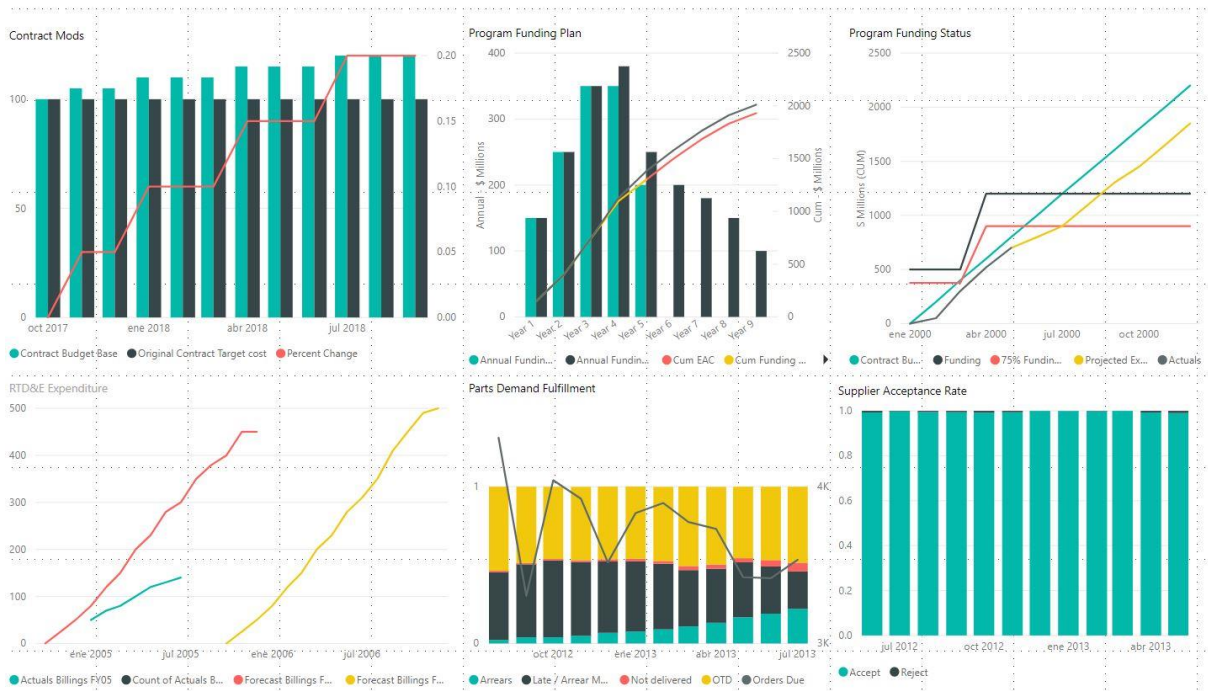 Contract Mods
0.20
100
0.15
0.10
50
0.05
0
0.00
oct 2017
ene 2018
abr 2018
jul 2018
Contract Budget Base
Original Contract Target cost
Percent Change
Program Funding Plan
400
2500
300
2000
1500
200
1000
100
500
0
0
Annual - $ Millions
Cum - $ Millions
Year 1
Year 2
Year 3
Year 4
Year 5
Year 6
Year 7
Year 8
Year 9
Annual Fundin...
Annual Fundin...
Cum EAC
Cum Funding ...
Program Funding Status
2500
2000
1500
1000
500
0
$ Millions (CUM)
ene 2000
abr 2000
jul 2000
oct 2000
Contract Bu...
Funding
75% Fundin...
Projected Ex...
Actuals
RTD&E Expenditure
500
400
300
200
100
0
ene 2005
jul 2005
ene 2006
jul 2006
Actuals Billings FY05
Count of Actuals B...
Forecast Billings F...
Forecast Billings F...
Parts Demand Fulfillment
1
4K
0
3K
oct 2012
ene 2013
abr 2013
jul 2013
Arrears
Late / Arrear M...
Not delivered
OTD
Orders Due
Supplier Acceptance Rate
1.0
0.8
0.6
0.4
0.2
0.0
jul 2012
oct 2012
ene 2013
abr 2013
Accept
Reject